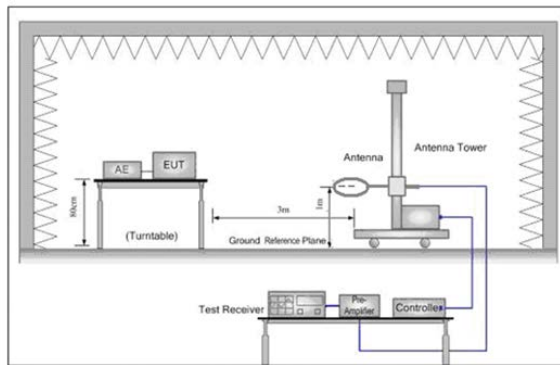 AE
EUT
80cm
(Turntable)
3m
1m
Ground Reference Plane
Antenna
Antenna Tower
Test Receiver
Pre-
Amplifier
Controller